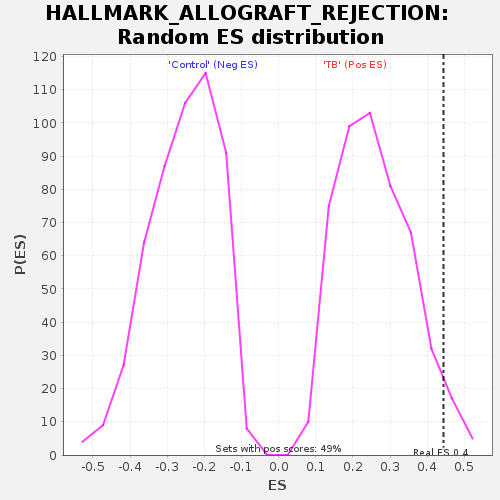 HALLMARK_ALLOGRAFT_REJECTION:
Random ES distribution
'Control' (Neg ES)
'TB' (Pos ES)
120
110
100
90
80
70
60
50
40
30
20
10
0
P(ES)
Sets with pos scores: 49%
Real ES 0.4
-0.5 -0.4 -0.3 -0.2 -0.1 0.0 0.1 0.2 0.3 0.4 0.5
ES